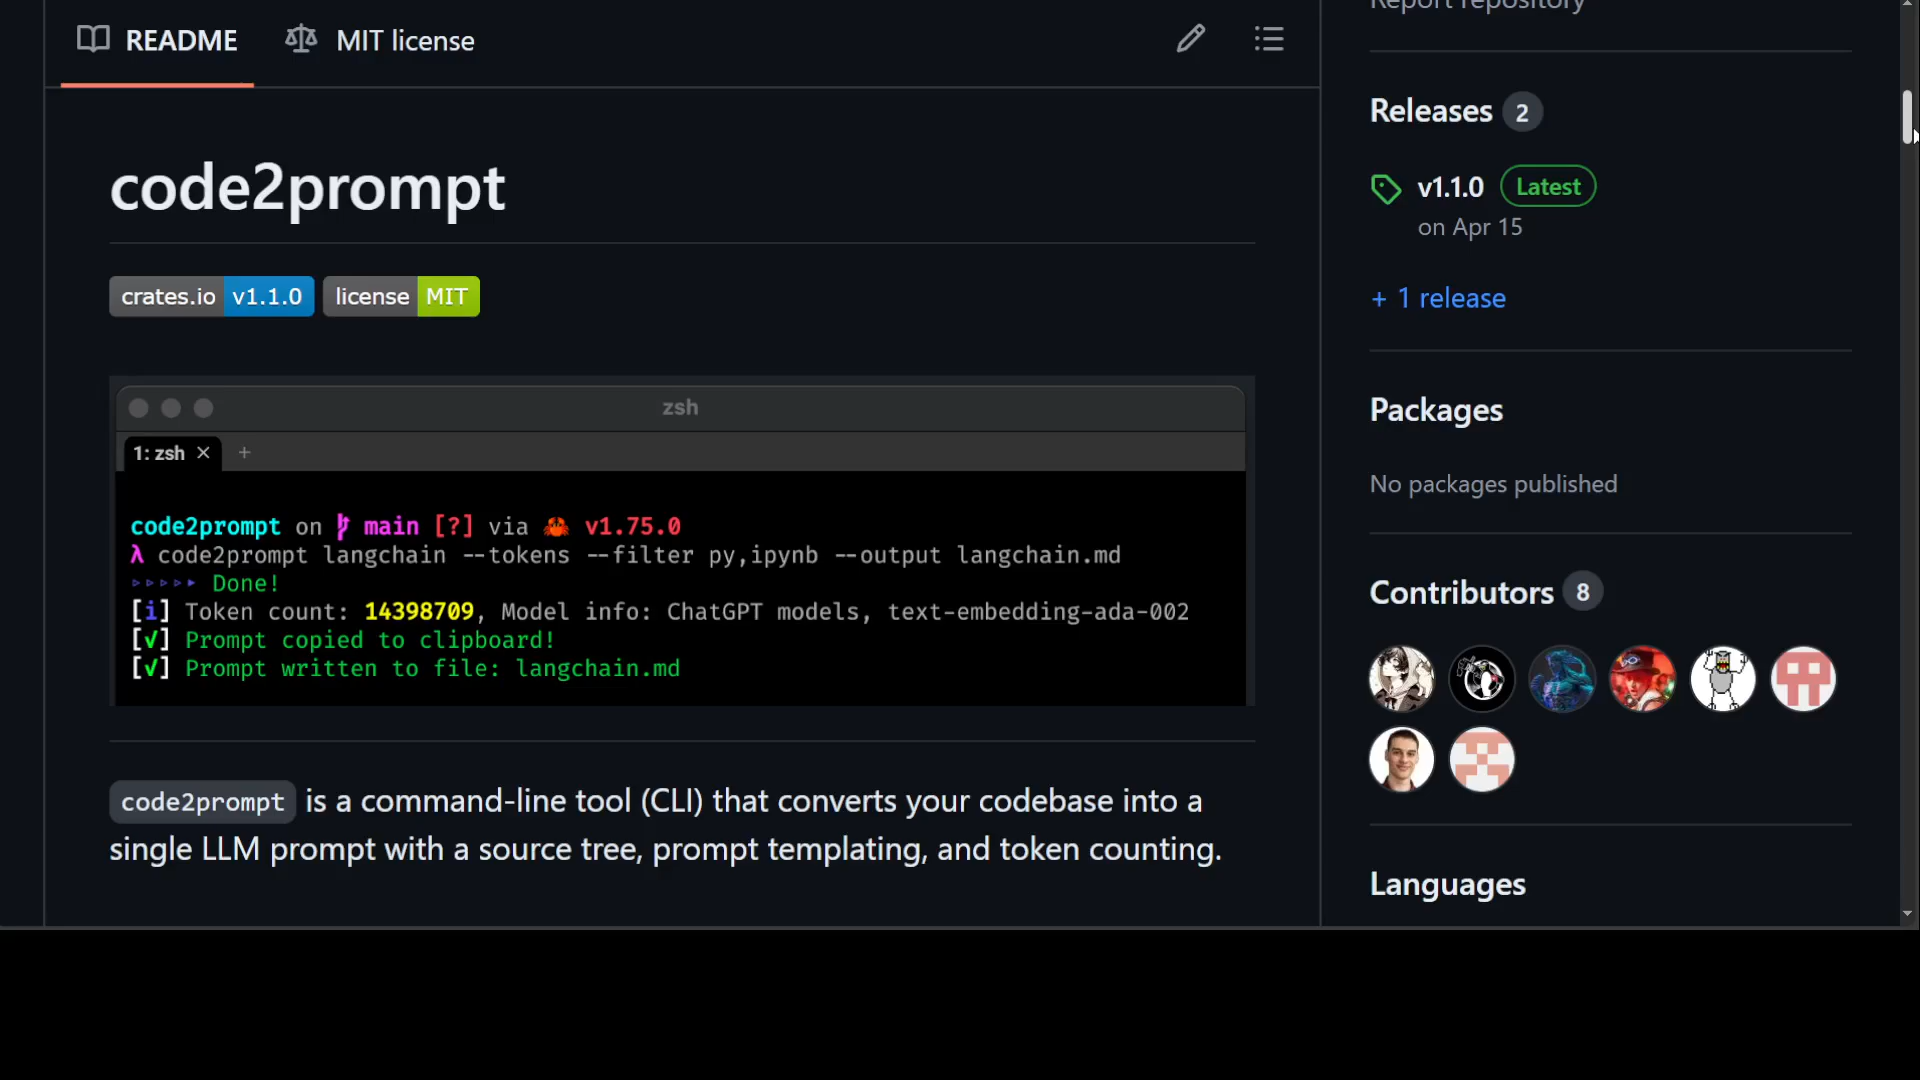 README
MIT license
code2prompt
crates.io v1.1.0 license MIT
zsh
1: zsh × +
code2prompt on main [?] via 🦀 v1.75.0
λ code2prompt langchain --tokens --filter py,ipynb --output langchain.md
▹▹▹▹▸ Done!
[i] Token count: 14398709, Model info: ChatGPT models, text-embedding-ada-002
[√] Prompt copied to clipboard!
[√] Prompt written to file: langchain.md
code2prompt is a command-line tool (CLI) that converts your codebase into a
single LLM prompt with a source tree, prompt templating, and token counting.
Report repository
Releases 2
v1.1.0 Latest
on Apr 15
+ 1 release
Packages
No packages published
Contributors 8
Languages